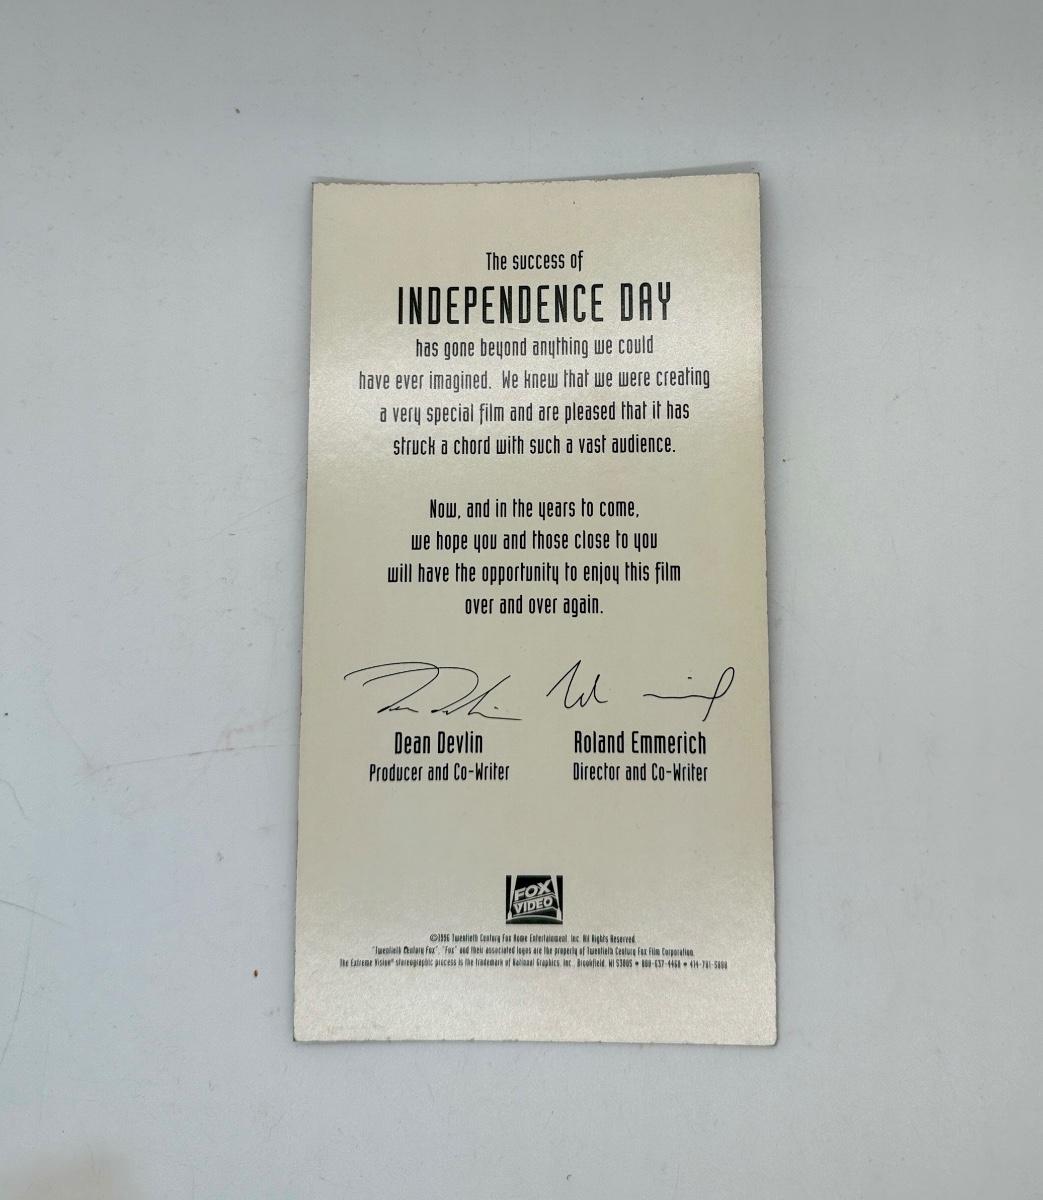 The success of
INDEPENDENCE DAY
has gone beyond anything we could
have ever imagined. We knew that we were creating
a very special film and are pleased that it has
struck a chord with such a vast audience.
Now, and in the years to come,
we hope you and those close to you
will have the opportunity to enjoy this film
over and over again.
Dean Devlin
Producer and Co-Writer
Roland Emmerich
Director and Co-Writer
FOX
VIDEO
©1996 Twentieth Century Fox Home Entertainment, Inc. All Rights Reserved.
"Twentieth Century Fox", "Fox" and their associated logos are the property of Twentieth Century Fox Film Corporation.
The Extreme Vision® stereographic process is the trademark of National Graphics, Inc., Brookfield, WI 53005 • 800-637-4460 •